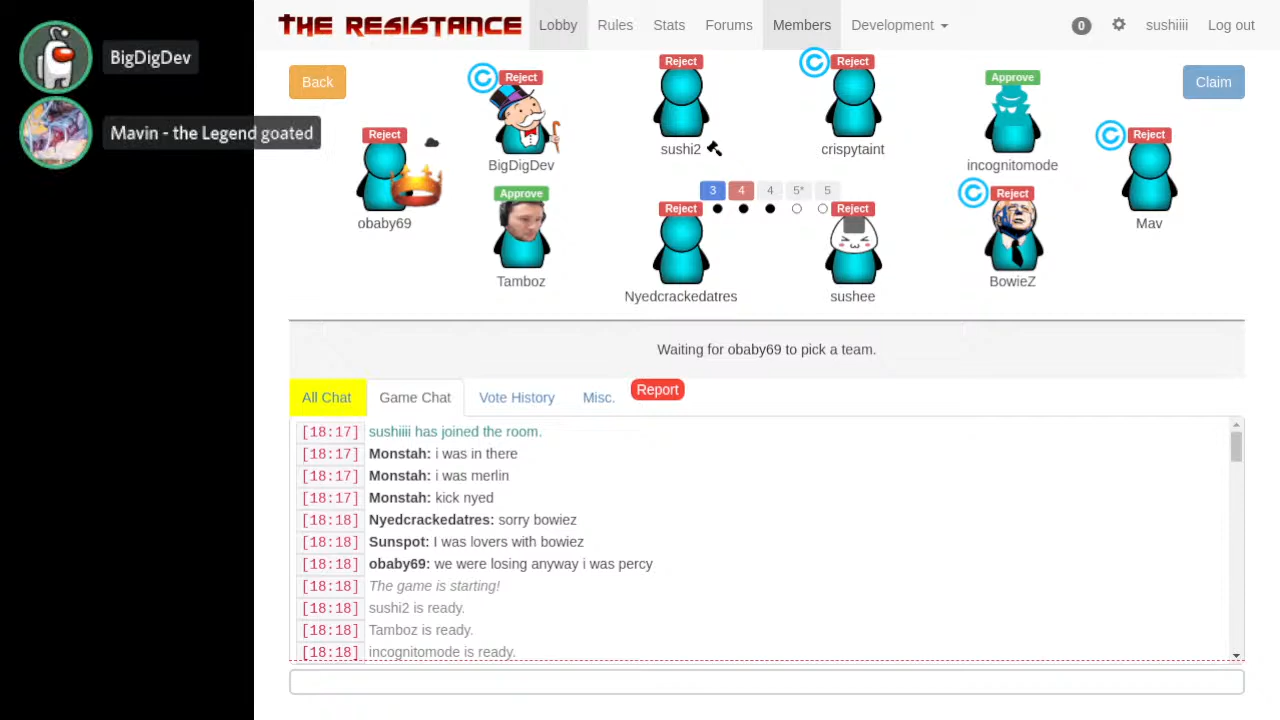 BigDigDev
Mavin - the Legend goated
THE RESISTANCE
Lobby Rules Stats Forums Members Development 0 sushiiii Log out
Back
Claim
Reject
obaby69
Reject
BigDigDev
Reject
sushi2
Reject
crispytaint
Approve
incognitomode
Reject
Mav
Approve
Tamboz
3 4 4 5* 5
Reject
Nyedcrackedatres
Reject
sushee
Reject
BowieZ
Waiting for obaby69 to pick a team.
All Chat Game Chat Vote History Misc. Report
[18:17] sushiiii has joined the room.
[18:17] Monstah: i was in there
[18:17] Monstah: i was merlin
[18:17] Monstah: kick nyed
[18:18] Nyedcrackedatres: sorry bowiez
[18:18] Sunspot: I was lovers with bowiez
[18:18] obaby69: we were losing anyway i was percy
[18:18] The game is starting!
[18:18] sushi2 is ready.
[18:18] Tamboz is ready.
[18:18] incognitomode is ready.